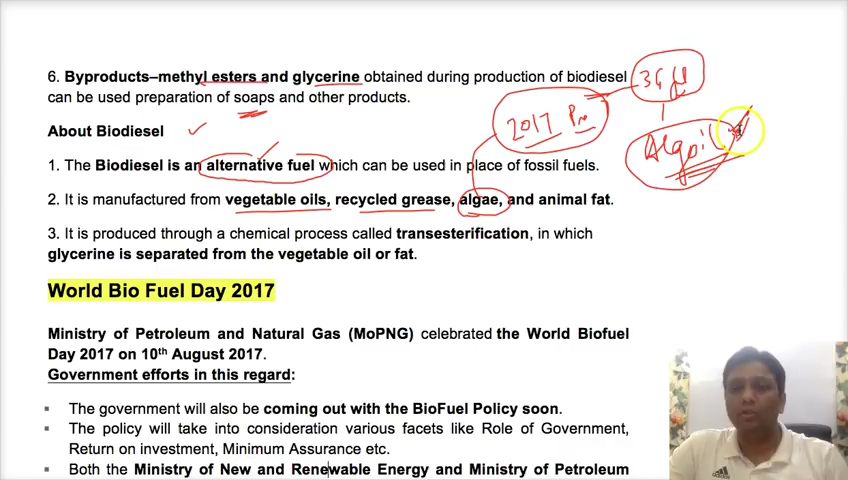 6. Byproducts–methyl esters and glycerine obtained during production of biodiesel
can be used preparation of soaps and other products.
About Biodiesel
1. The Biodiesel is an alternative fuel which can be used in place of fossil fuels.
2. It is manufactured from vegetable oils, recycled grease, algae, and animal fat.
3. It is produced through a chemical process called transesterification, in which
glycerine is separated from the vegetable oil or fat.
2017 Pre
3G
Algoil
World Bio Fuel Day 2017
Ministry of Petroleum and Natural Gas (MoPNG) celebrated the World Biofuel
Day 2017 on 10th August 2017.
Government efforts in this regard:
▪ The government will also be coming out with the BioFuel Policy soon.
▪ The policy will take into consideration various facets like Role of Government,
Return on investment, Minimum Assurance etc.
▪ Both the Ministry of New and Renewable Energy and Ministry of Petroleum
adidas